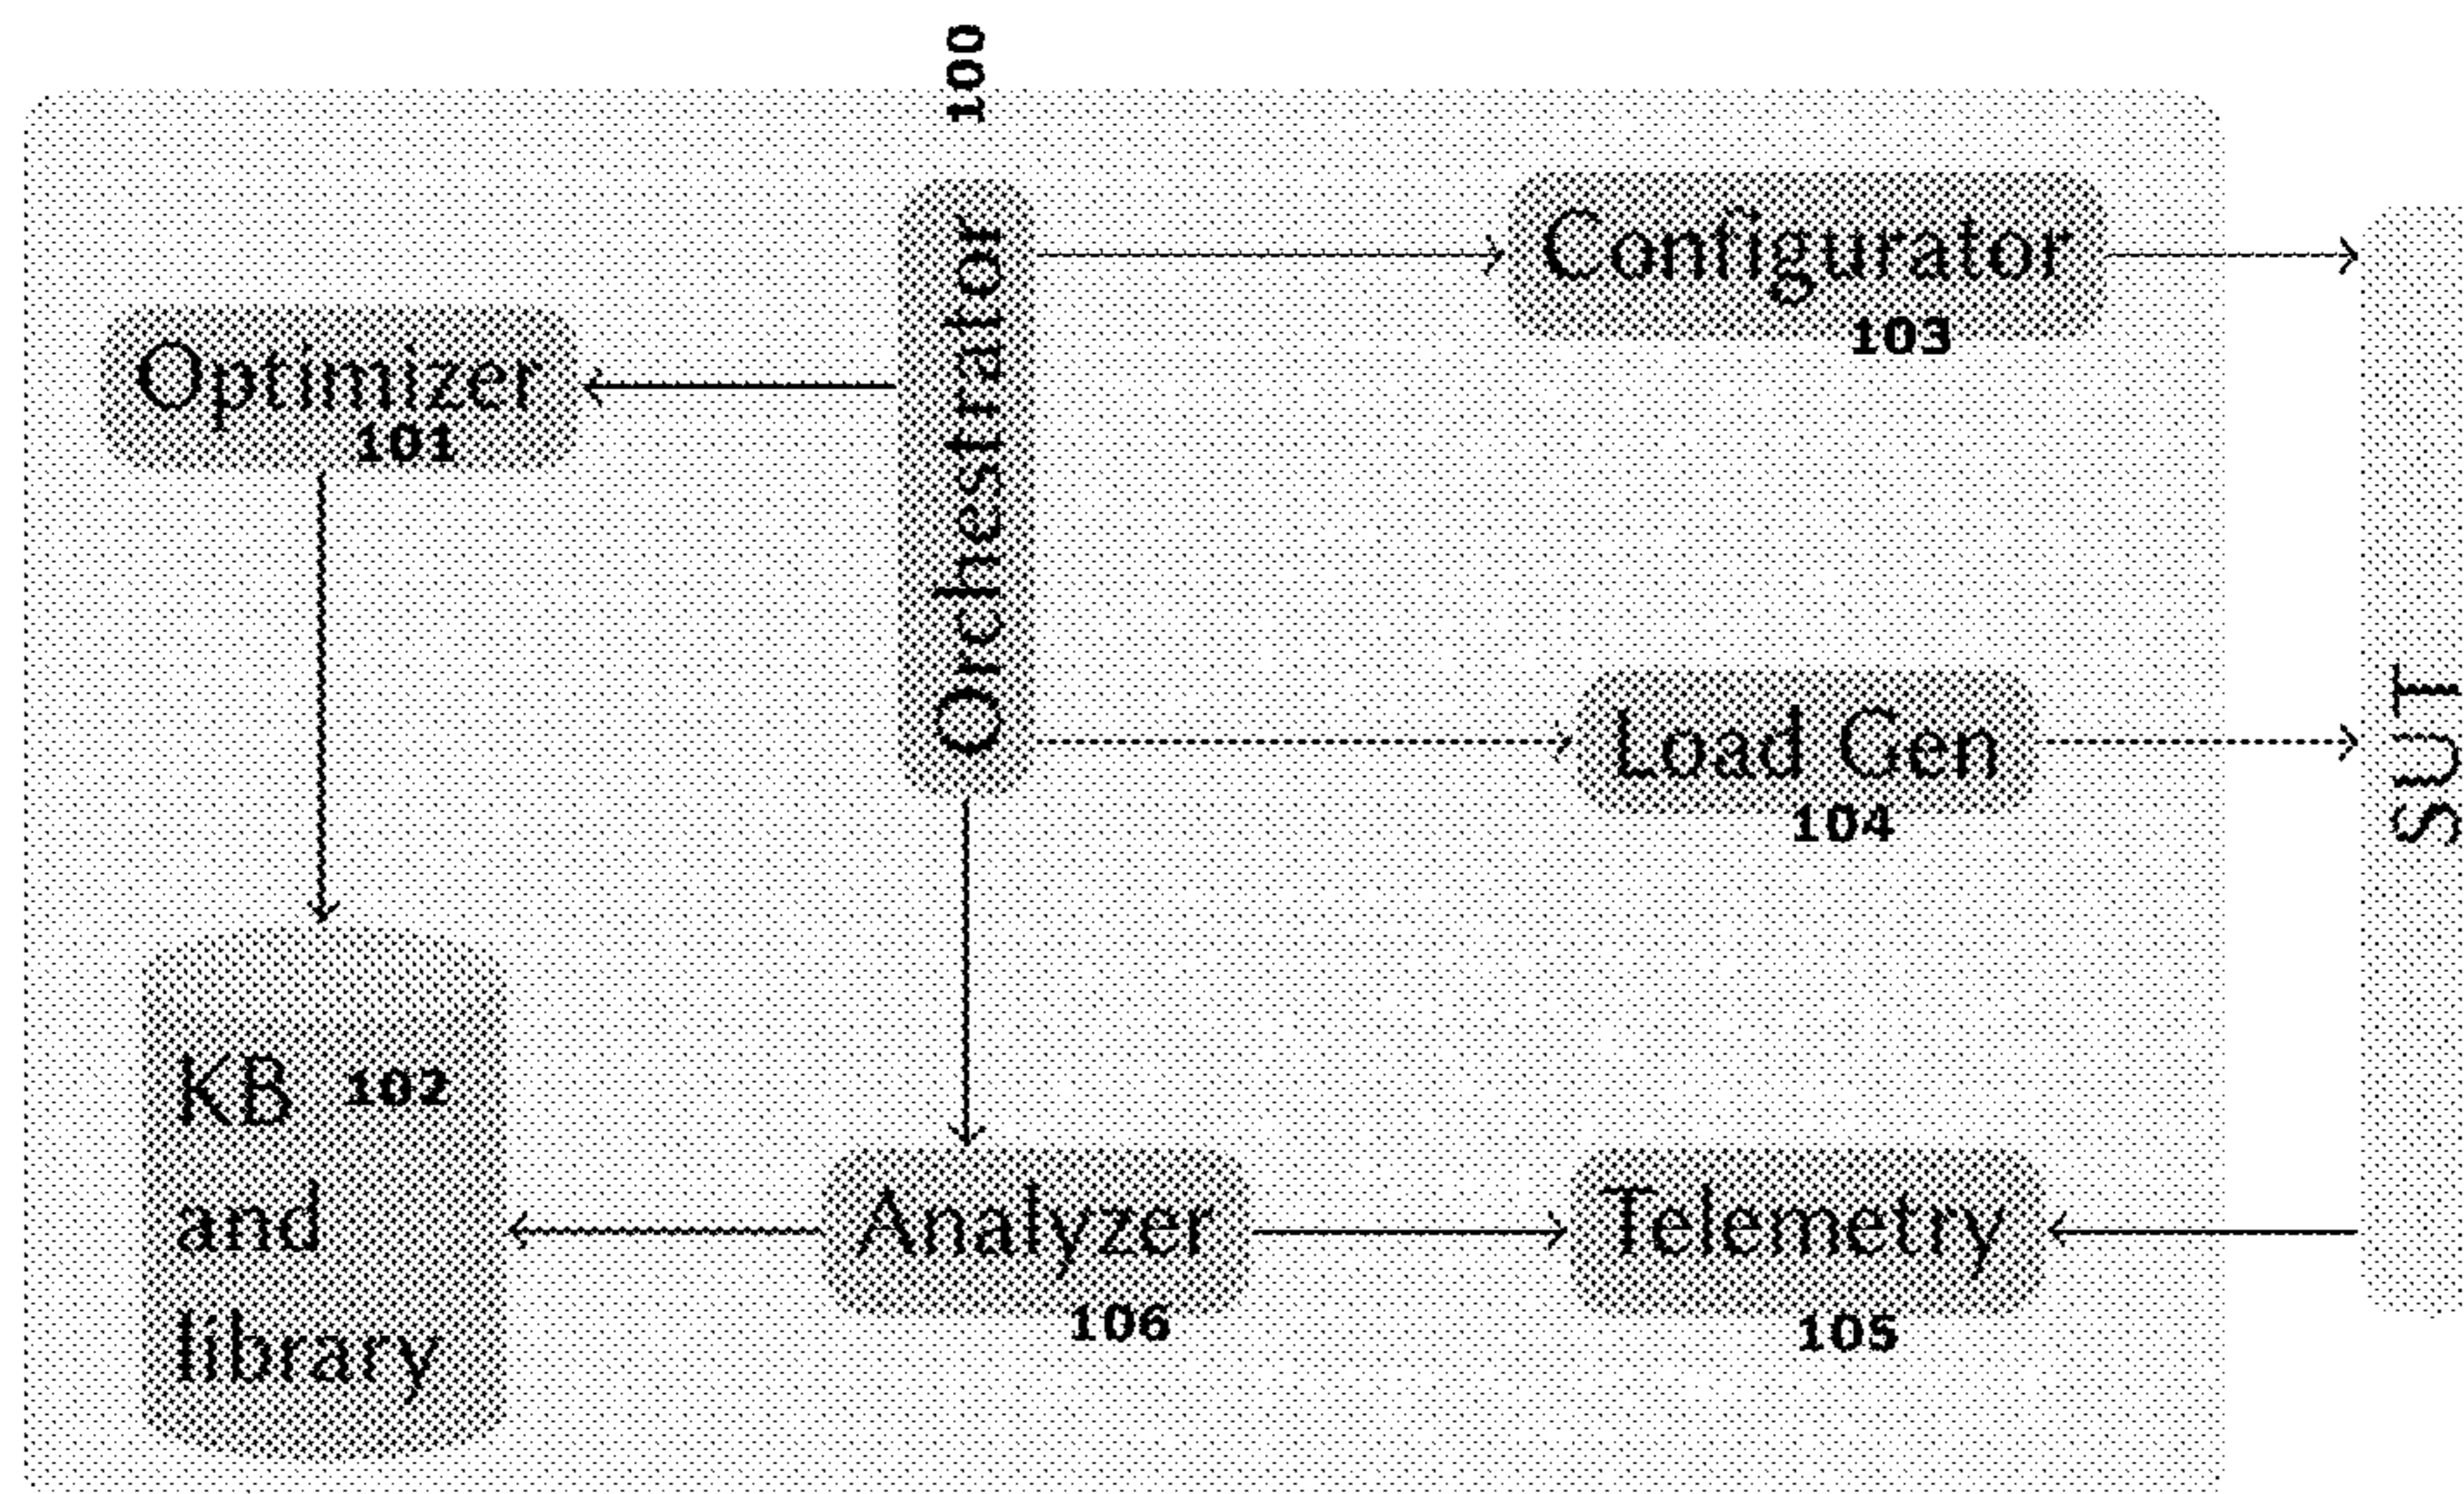 100
Orchestrator
Configurator
103
Optimizer
101
Load Gen
104
SUT
KB 102
and
library
Analyzer
106
Telemetry
105